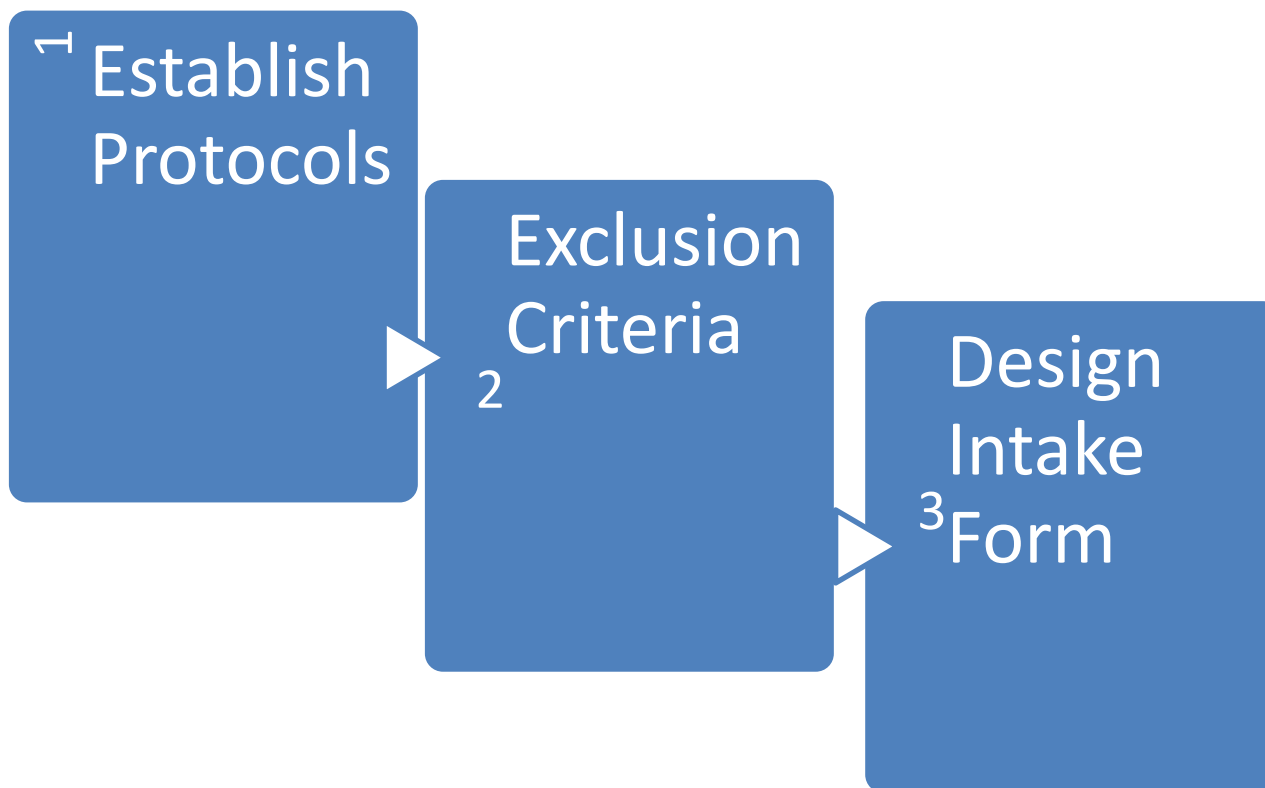 1
Establish
Protocols
Exclusion
Criteria
2
Design
Intake
3
Form